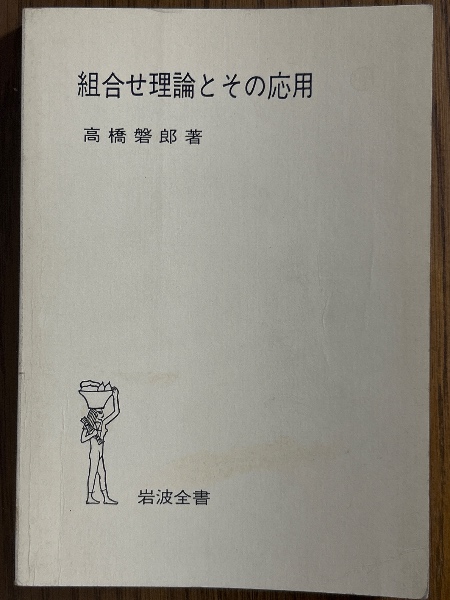 組合せ理論とその応用
高橋磐郎著
岩波全書